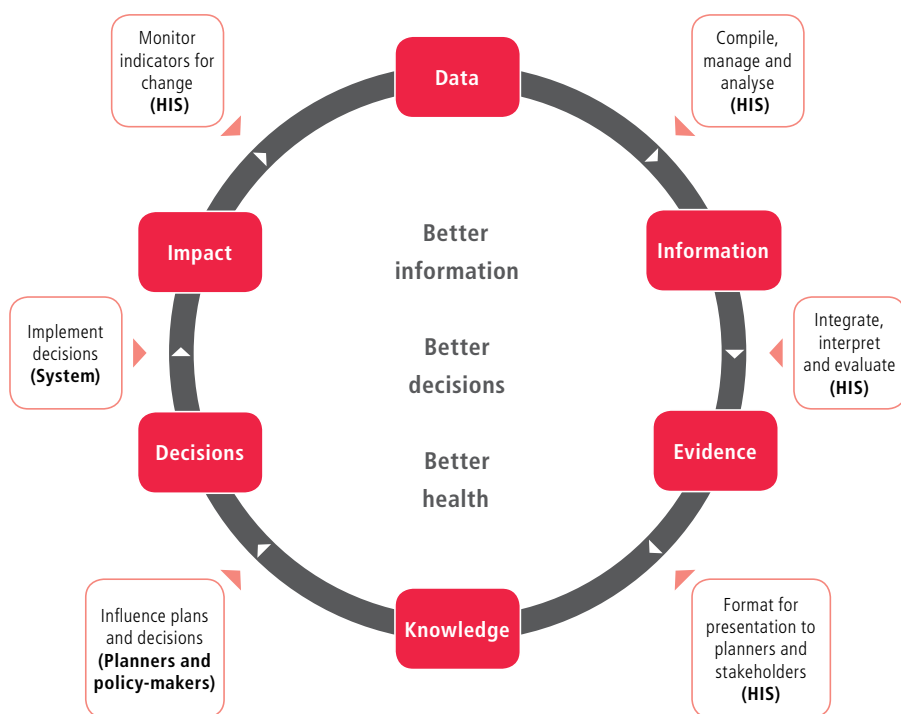 Monitor
indicators for
change
(HIS)
Data
Compile,
manage and
analyse
(HIS)
Impact
Better
information
Information
Implement
decisions
(System)
Better
decisions
Integrate,
interpret
and evaluate
(HIS)
Decisions
Better
health
Evidence
Influence plans
and decisions
(Planners and
policy-makers)
Knowledge
Format for
presentation to
planners and
stakeholders
(HIS)